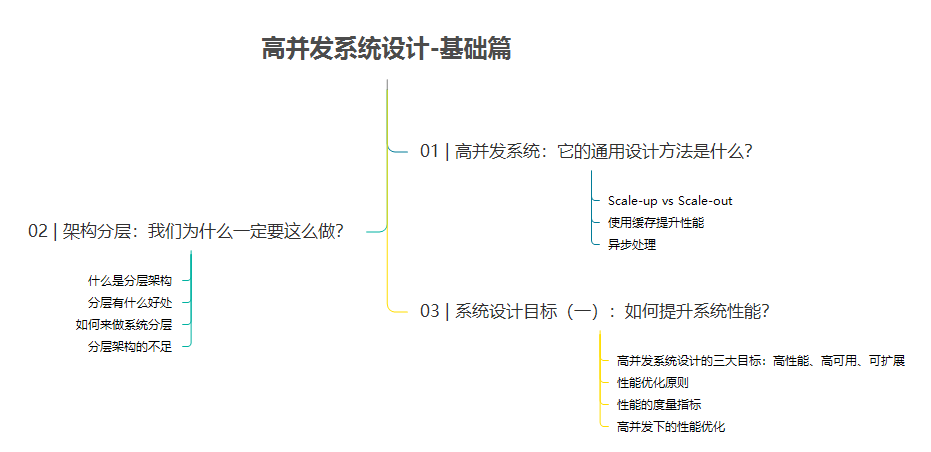 高并发系统设计-基础篇
01 | 高并发系统：它的通用设计方法是什么？
Scale-up vs Scale-out
使用缓存提升性能
异步处理
02 | 架构分层：我们为什么一定要这么做？
什么是分层架构
分层有什么好处
如何来做系统分层
分层架构的不足
03 | 系统设计目标（一）：如何提升系统性能？
高并发系统设计的三大目标：高性能、高可用、可扩展
性能优化原则
性能的度量指标
高并发下的性能优化